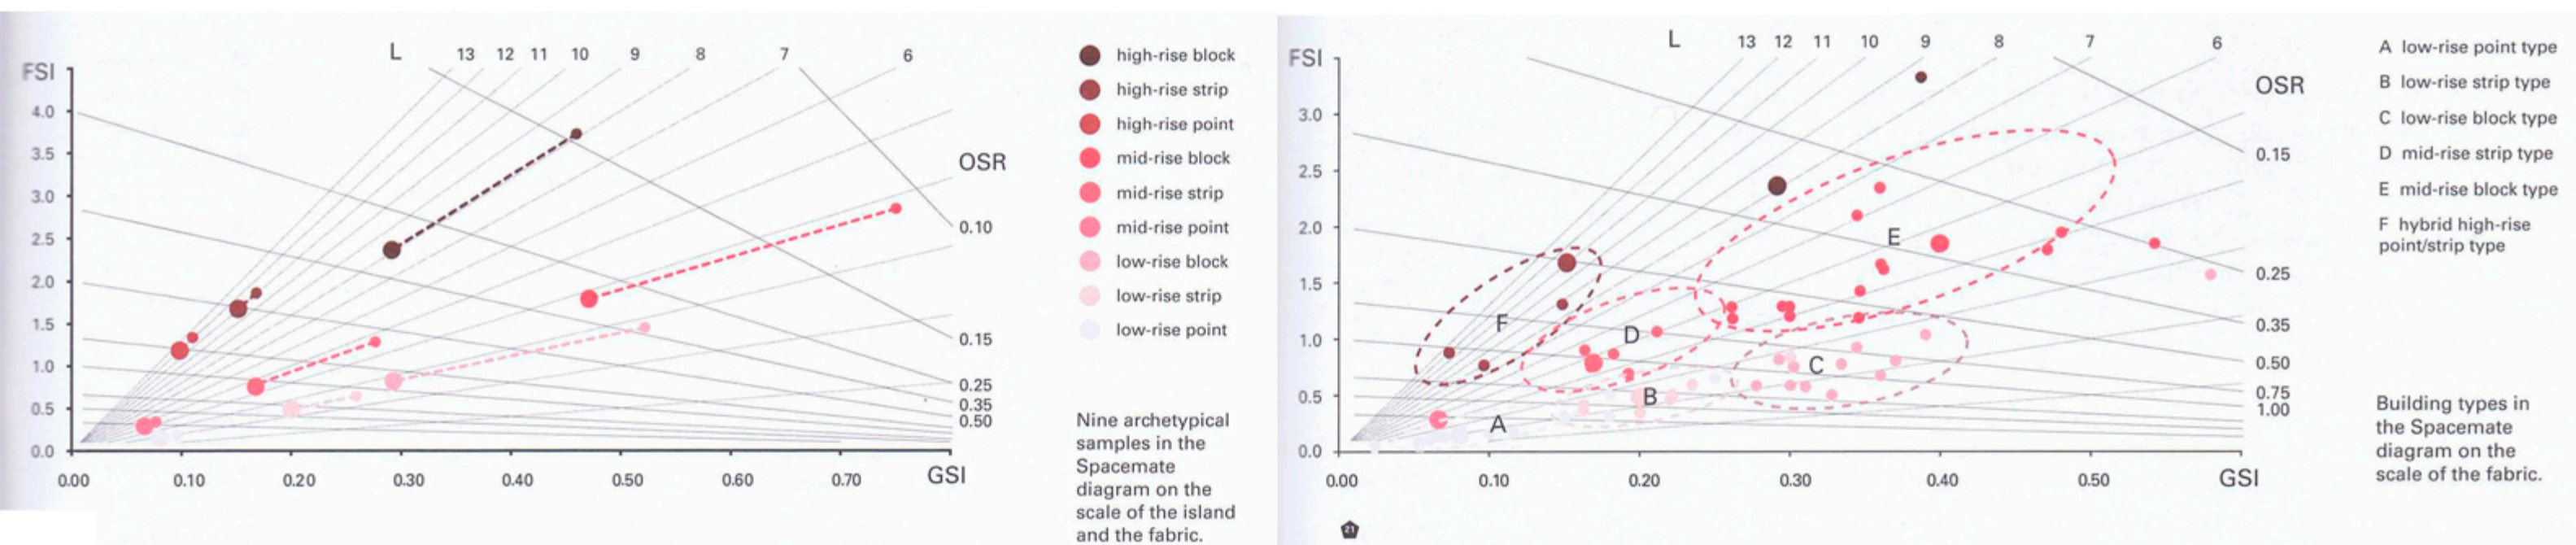 L 13 12 11 10 9 8 7 6
FSI
4.0
3.5
3.0
2.5
2.0
1.5
1.0
0.5
0.0
OSR
0.10
0.15
0.25
0.35
0.50
0.00 0.10 0.20 0.30 0.40 0.50 0.60 0.70 GSI
high-rise block
high-rise strip
high-rise point
mid-rise block
mid-rise strip
mid-rise point
low-rise block
low-rise strip
low-rise point
Nine archetypical
samples in the
Spacemate
diagram on the
scale of the island
and the fabric.
L 13 12 11 10 9 8 7 6
FSI
3.0
2.5
2.0
1.5
1.0
0.5
0.0
OSR
0.15
0.25
0.35
0.50
0.75
1.00
E
F
D
C
B
A
0.00 0.10 0.20 0.30 0.40 0.50 GSI
21
A low-rise point type
B low-rise strip type
C low-rise block type
D mid-rise strip type
E mid-rise block type
F hybrid high-rise
point/strip type
Building types in
the Spacemate
diagram on the
scale of the fabric.